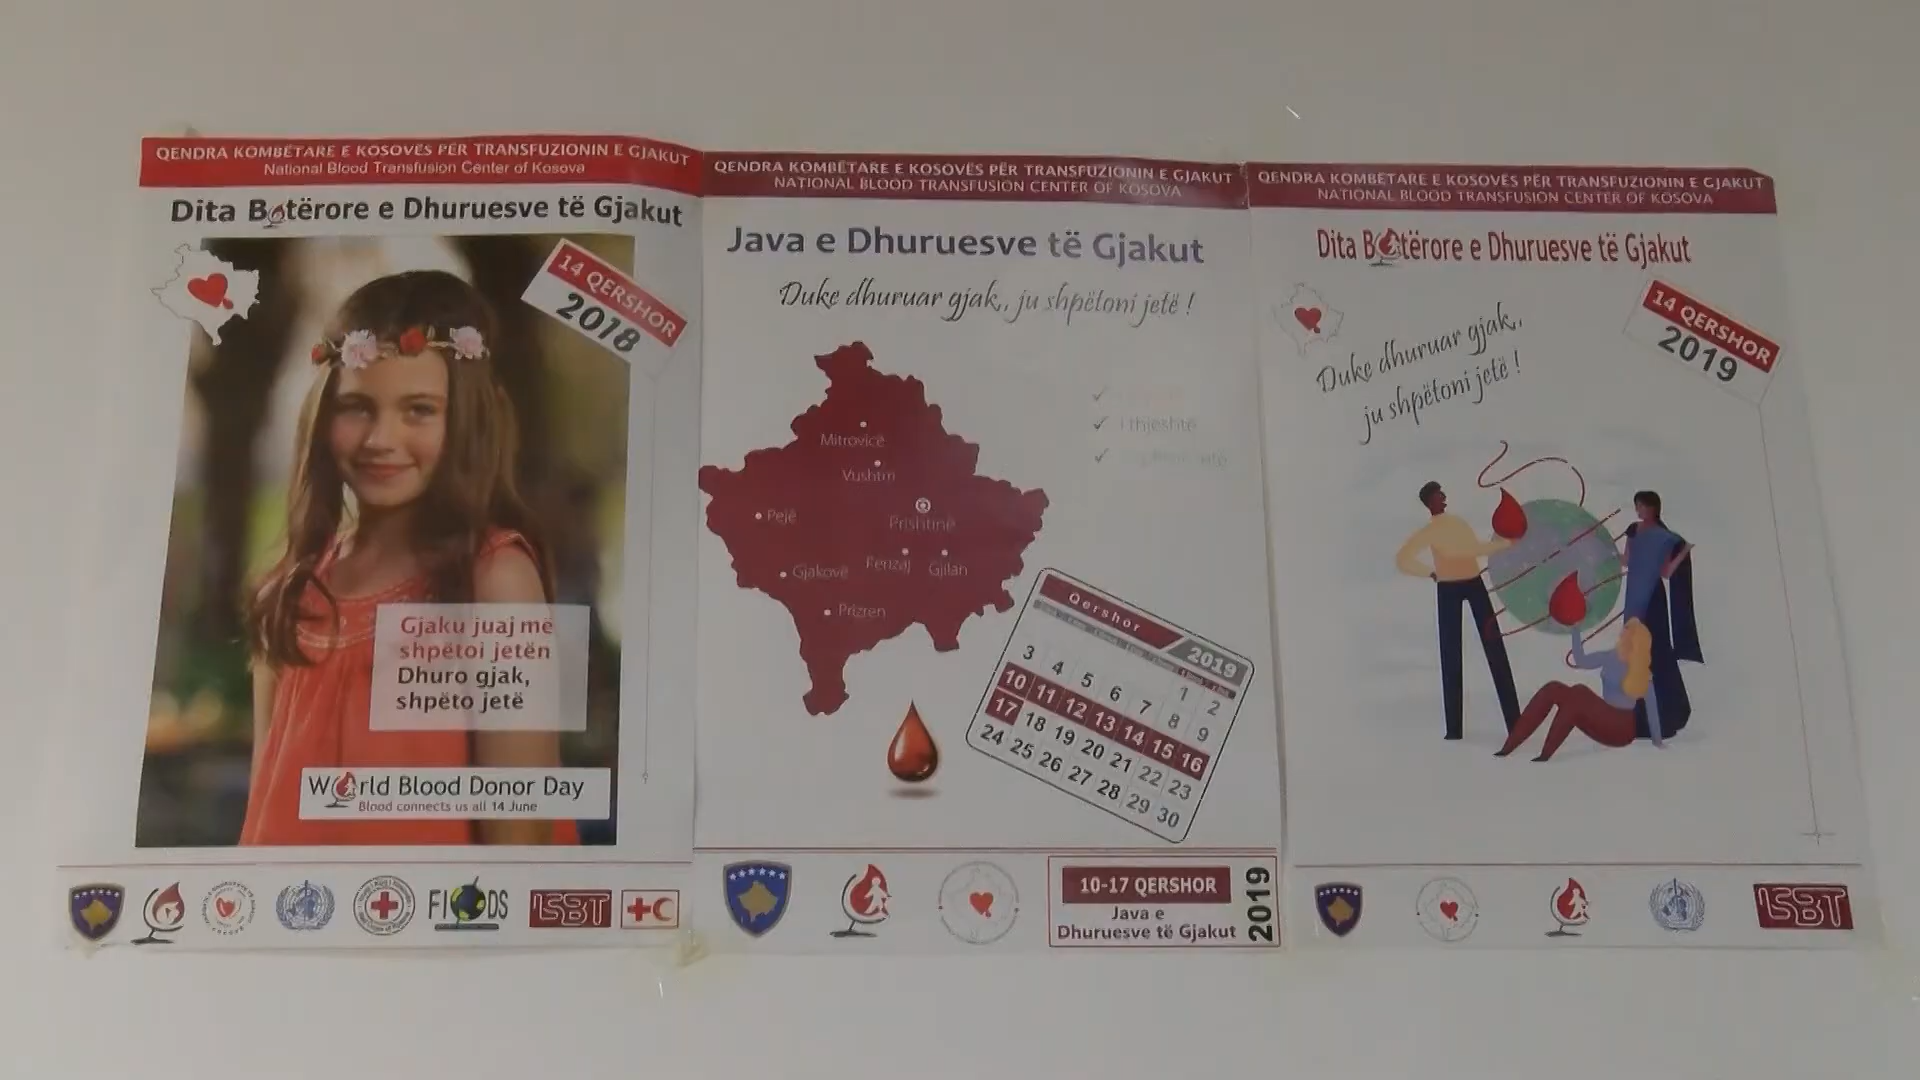 QENDRA KOMBËTARE E KOSOVËS PËR TRANSFUZIONIN E GJAKUT
National Blood Transfusion Center of Kosova
Dita Botërore e Dhuruesve të Gjakut
14 QERSHOR
2018
Gjaku juaj më
shpëtoi jetën
Dhuro gjak,
shpëto jetë
World Blood Donor Day
Blood connects us all 14 June
FIODS
ISBT
QENDRA KOMBËTARE E KOSOVËS PËR TRANSFUZIONIN E GJAKUT
NATIONAL BLOOD TRANSFUSION CENTER OF KOSOVA
Java e Dhuruesve të Gjakut
Duke dhuruar gjak, ju shpëtoni jetë !
i thjeshtë
Mitrovicë
Vushtrri
Pejë
Prishtinë
Ferizaj
Gjilan
Gjakovë
Prizren
Qershor
2019
1 2
3 4 5 6 7 8 9
10 11 12 13 14 15 16
17 18 19 20 21 22 23
24 25 26 27 28 29 30
10-17 QERSHOR
Java e
Dhuruesve të Gjakut
2019
QENDRA KOMBËTARE E KOSOVËS PËR TRANSFUZIONIN E GJAKUT
NATIONAL BLOOD TRANSFUSION CENTER OF KOSOVA
Dita Botërore e Dhuruesve të Gjakut
14 QERSHOR
2019
Duke dhuruar gjak,
ju shpëtoni jetë !
ISBT